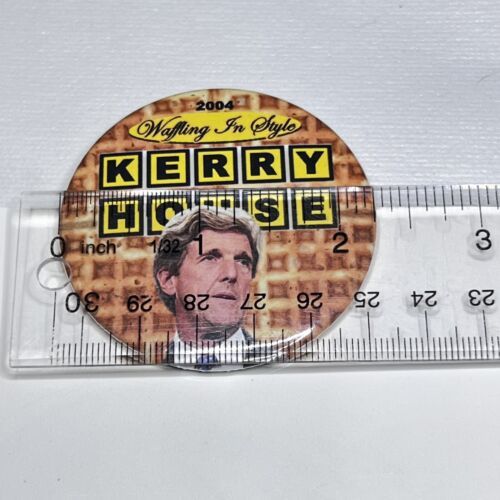 2004
Waffling In Style
KERRY
HOUSE
0 inch 1/32 1 2 3
30 29 28 27 26 25 24 23